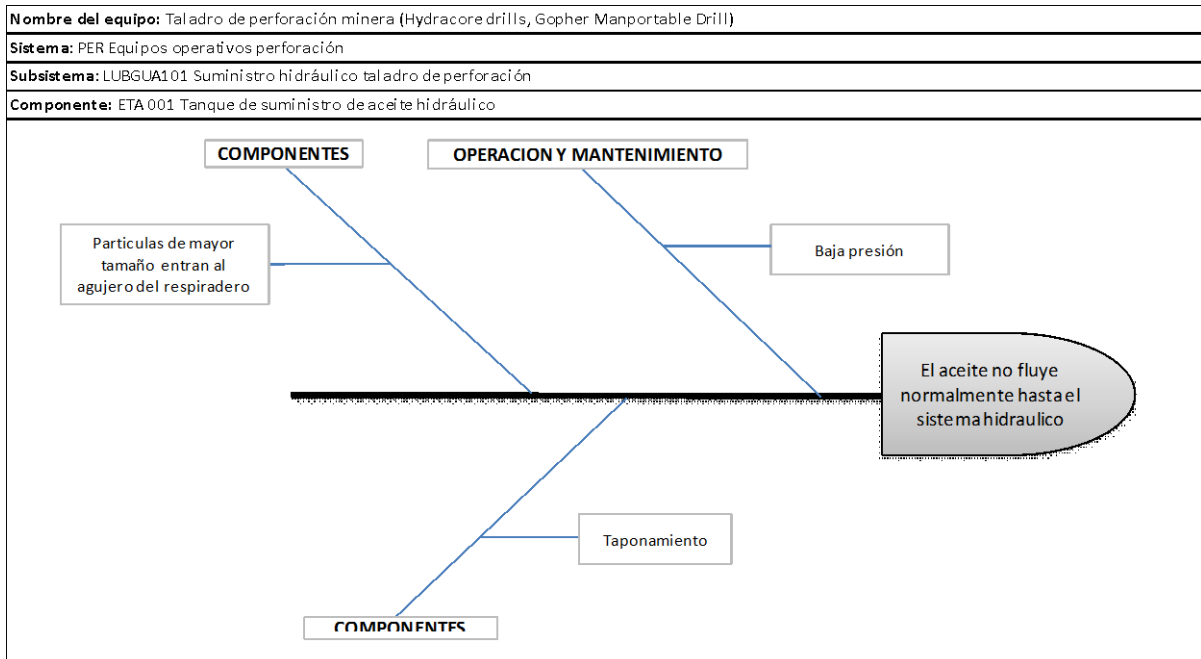 Nombre del equipo: Taladro de perforación minera (Hydracore drills, Gopher Manportable Drill)
Sistema: PER Equipos operativos perforación
Subsistema: LUBGUA101 Suministro hidráulico taladro de perforación
Componente: ETA 001 Tanque de suministro de aceite hidráulico
COMPONENTES
OPERACION Y MANTENIMIENTO
Particulas de mayor
tamaño entran al
agujero del respiradero
Baja presión
El aceite no fluye
normalmente hasta el
sistema hidraulico
Taponamiento
COMPONENTES